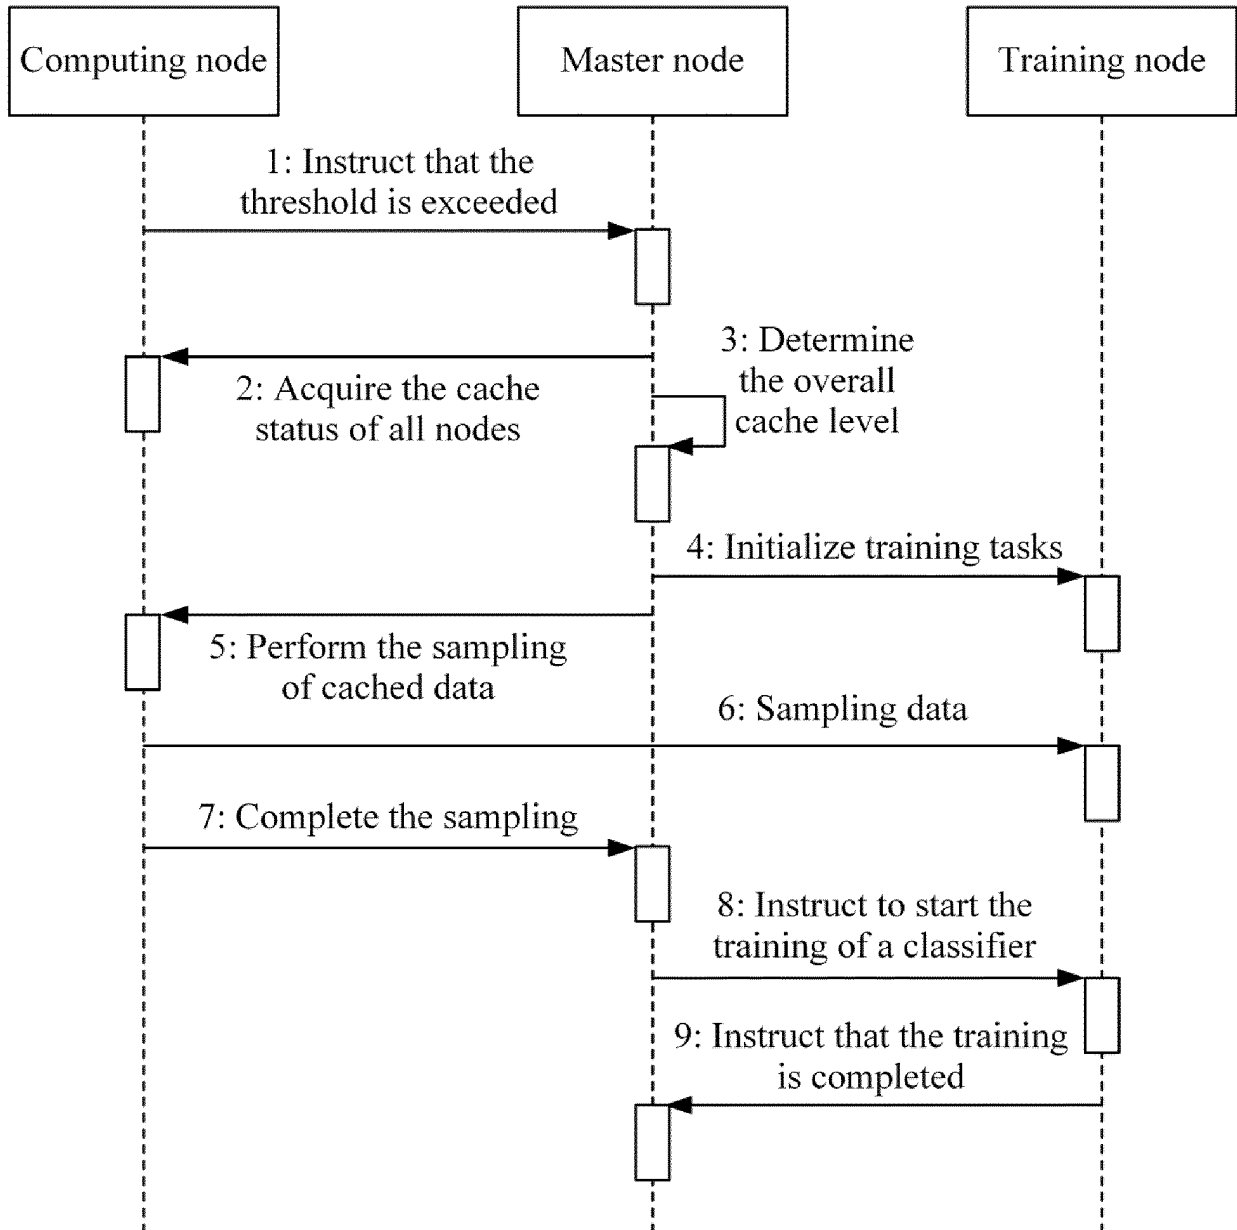 Computing node
Master node
Training node
1: Instruct that the
threshold is exceeded
3: Determine
the overall
cache level
2: Acquire the cache
status of all nodes
4: Initialize training tasks
5: Perform the sampling
of cached data
6: Sampling data
7: Complete the sampling
8: Instruct to start the
training of a classifier
9: Instruct that the training
is completed